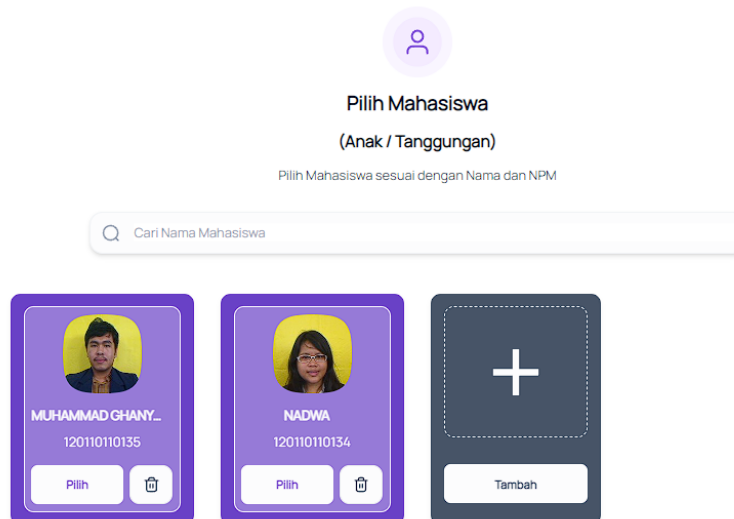 Pilih Mahasiswa
(Anak / Tanggungan)
Pilih Mahasiswa sesuai dengan Nama dan NPM
Cari Nama Mahasiswa
MUHAMMAD GHANY...
120110110135
Pilih
NADWA
120110110134
Pilih
Tambah